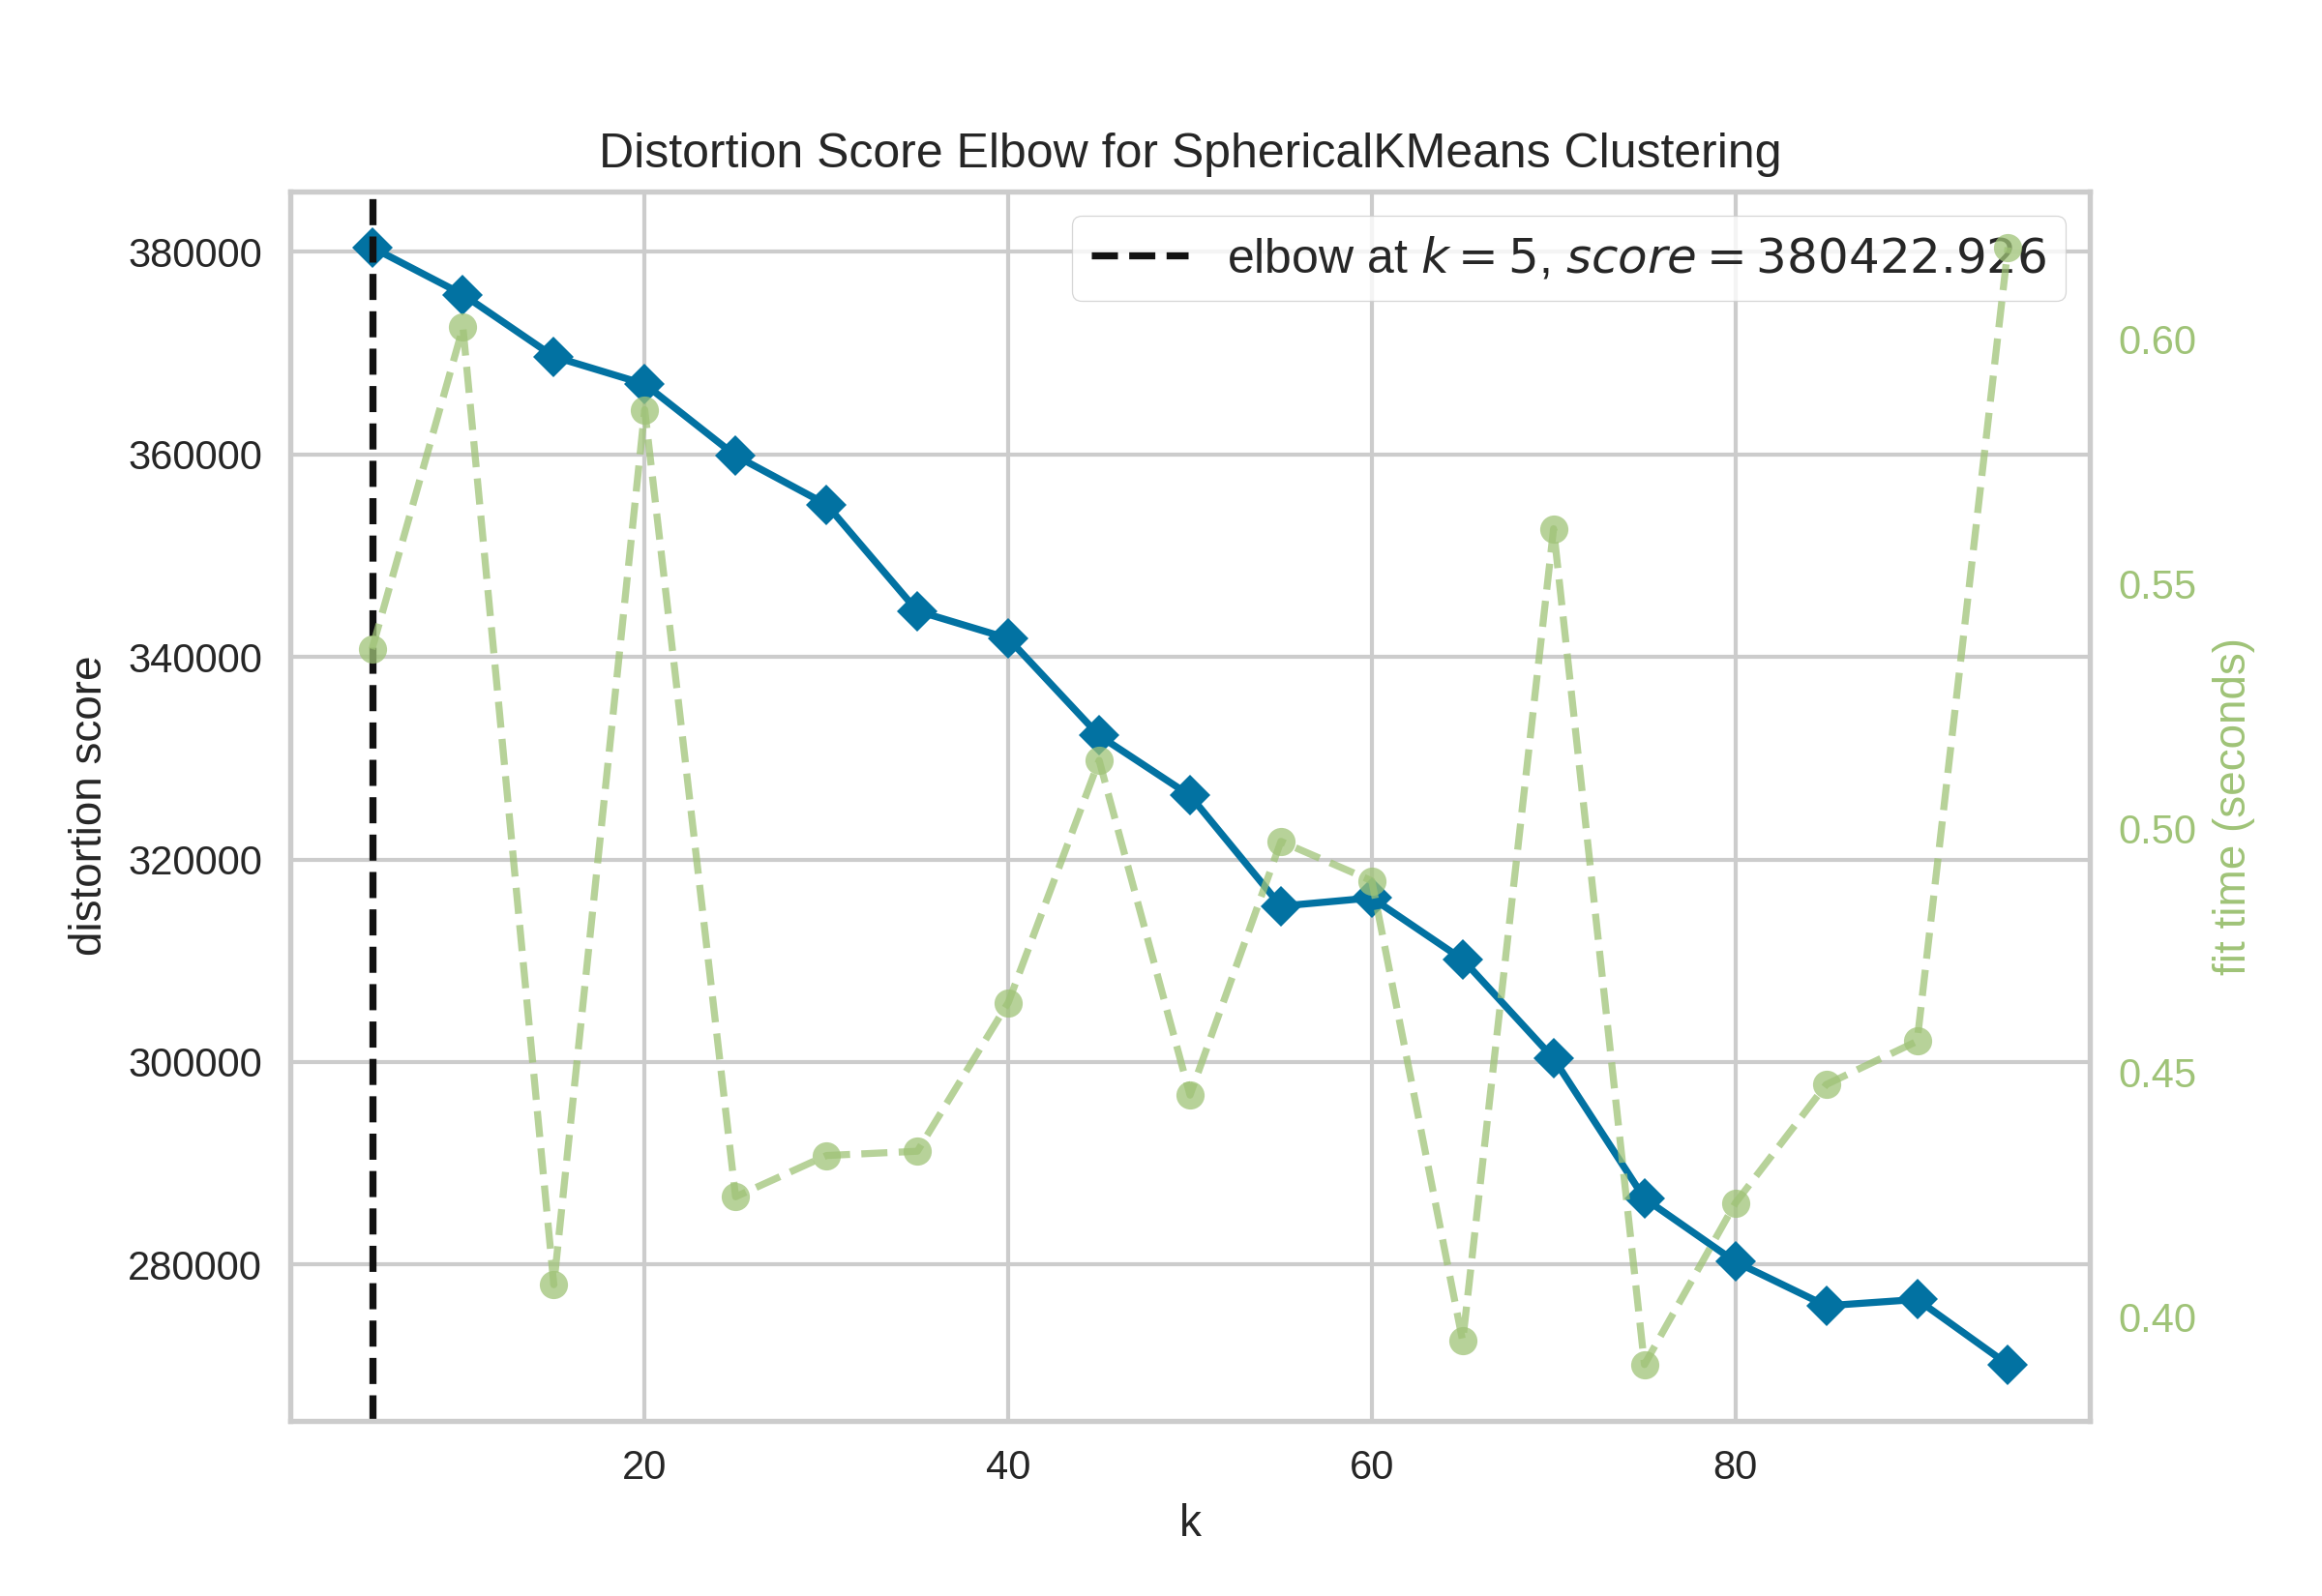 Distortion Score Elbow for SphericalKMeans Clustering
elbow at k = 5, score = 380422.926
380000
360000
340000
320000
300000
280000
distortion score
0.60
0.55
0.50
0.45
0.40
fit time (seconds)
20 40 60 80
k